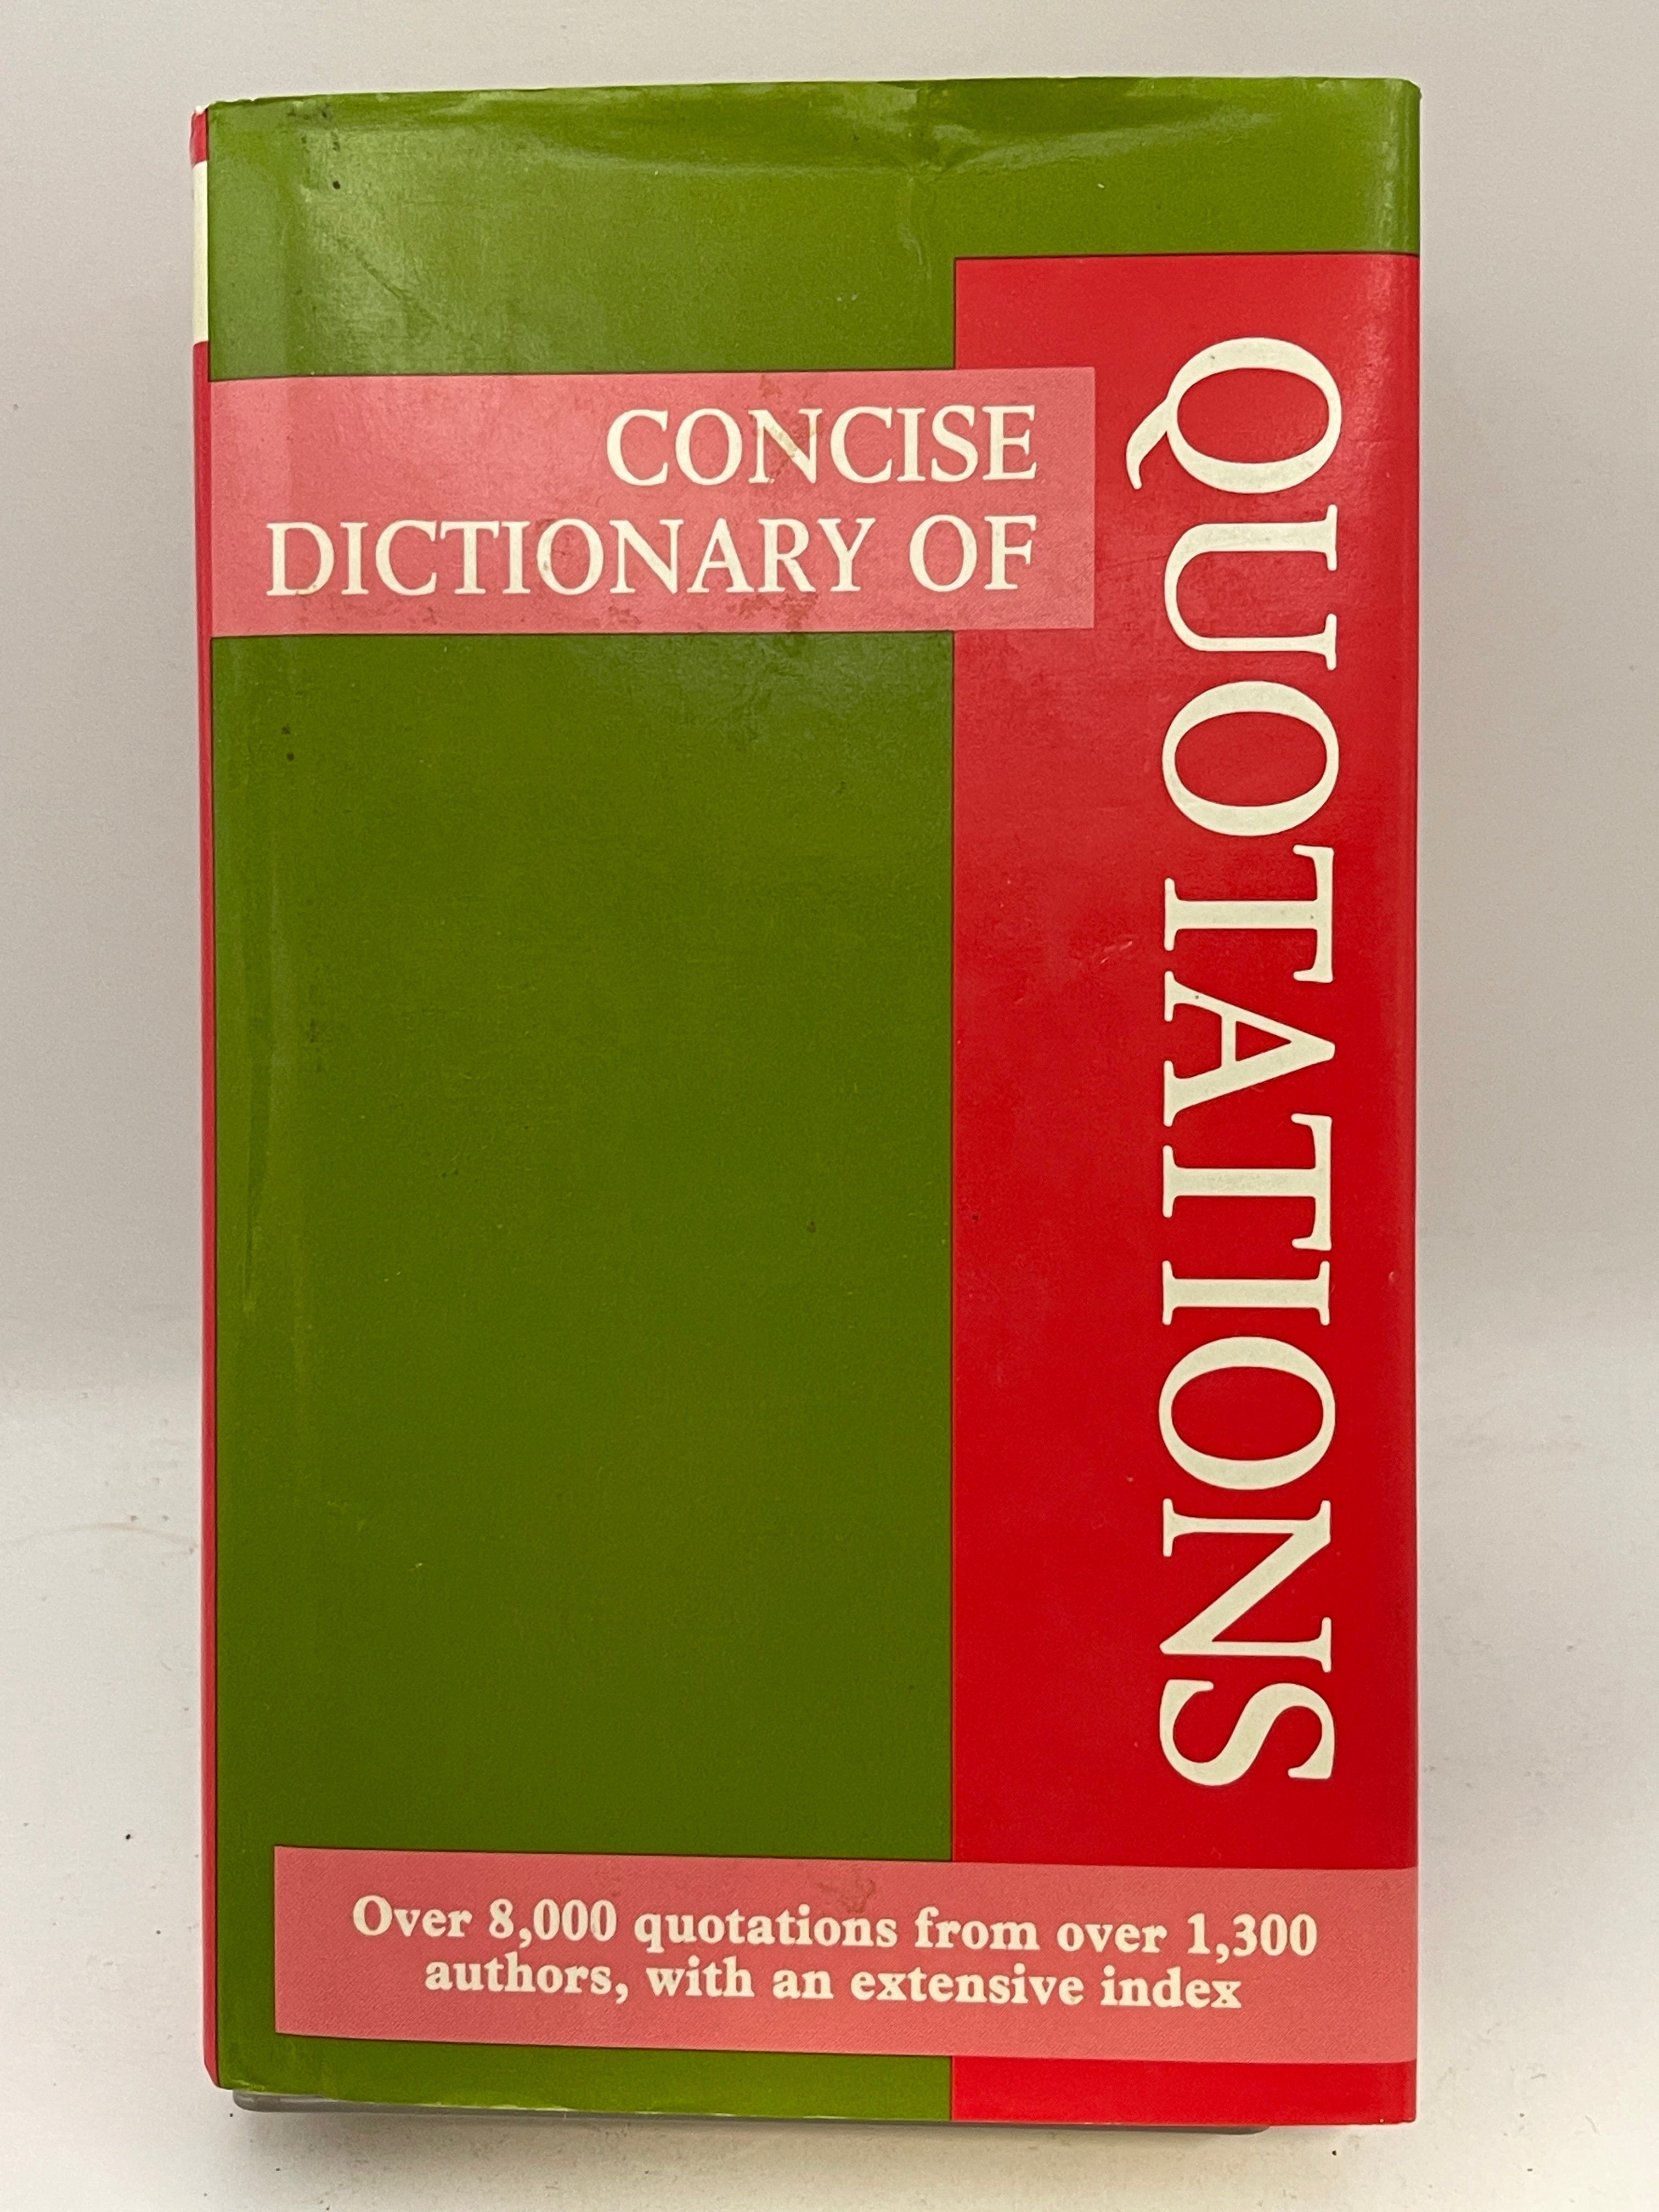 CONCISE
DICTIONARY OF
QUOTATIONS
Over 8,000 quotations from over 1,300
authors, with an extensive index